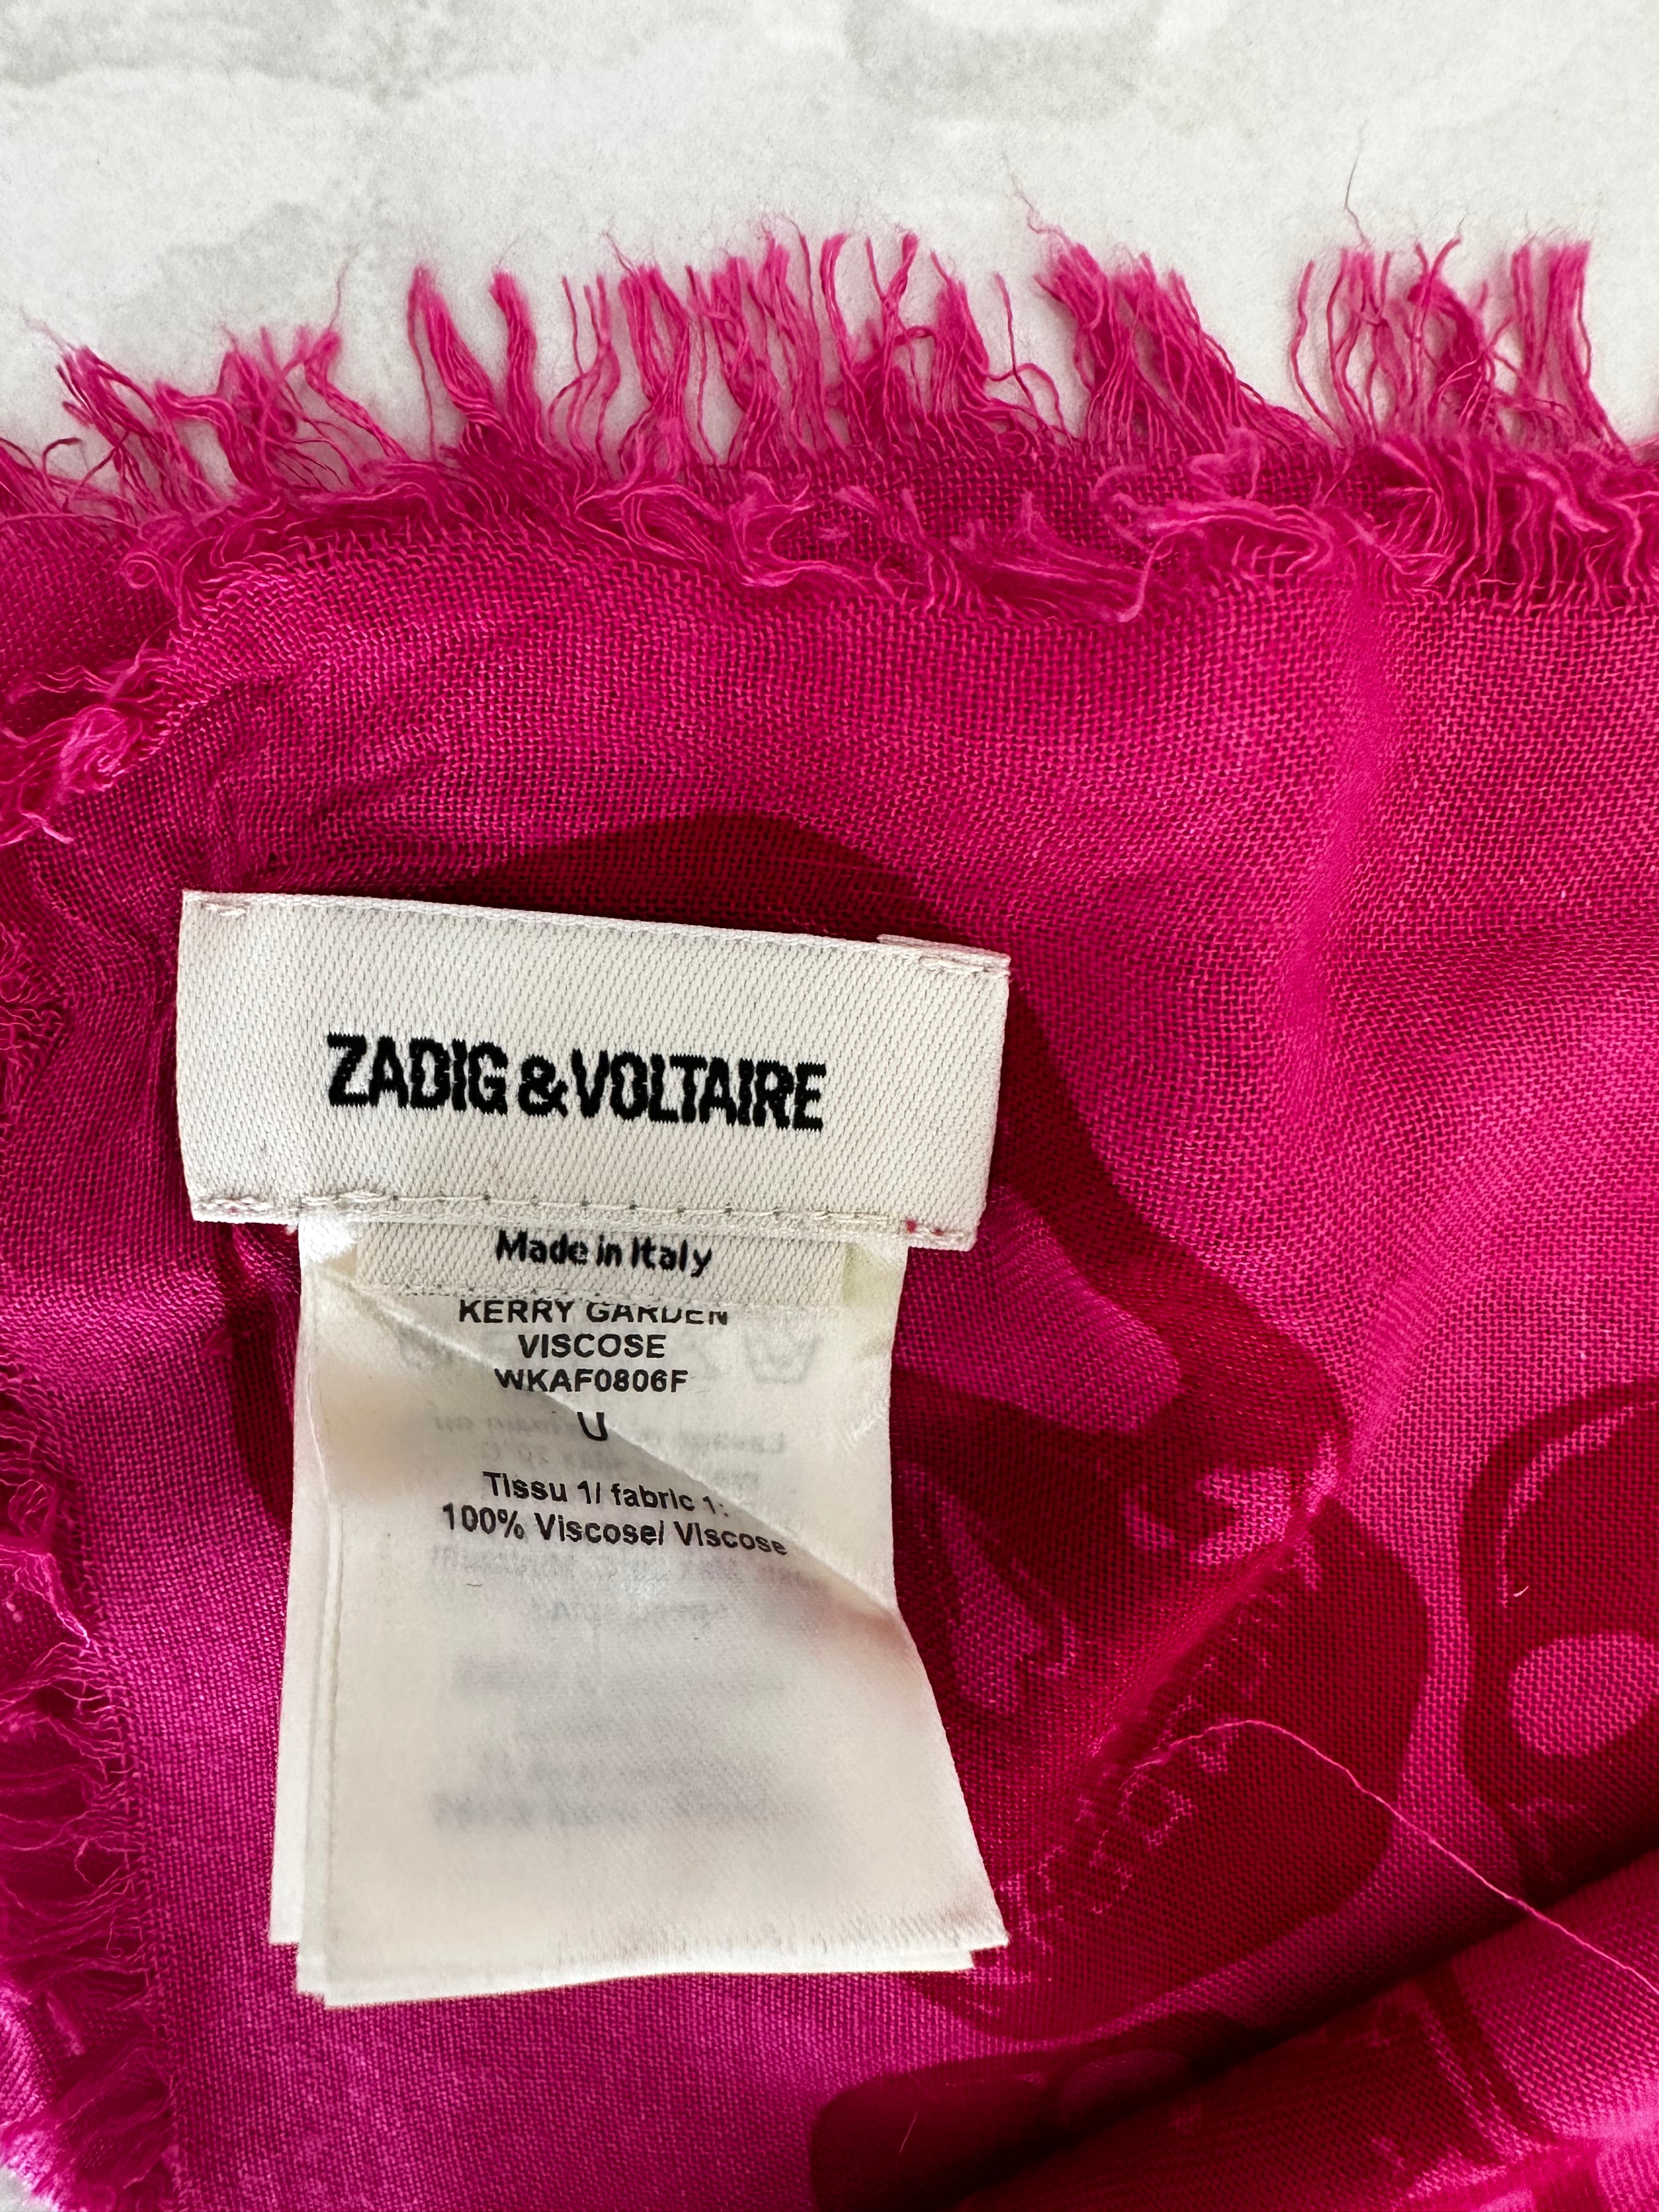 ZADIG & VOLTAIRE
Made in Italy
KERRY GARDEN
VISCOSE
WKAF0806F
U
Tissu 1/ fabric 1:
100% Viscose/ Viscose